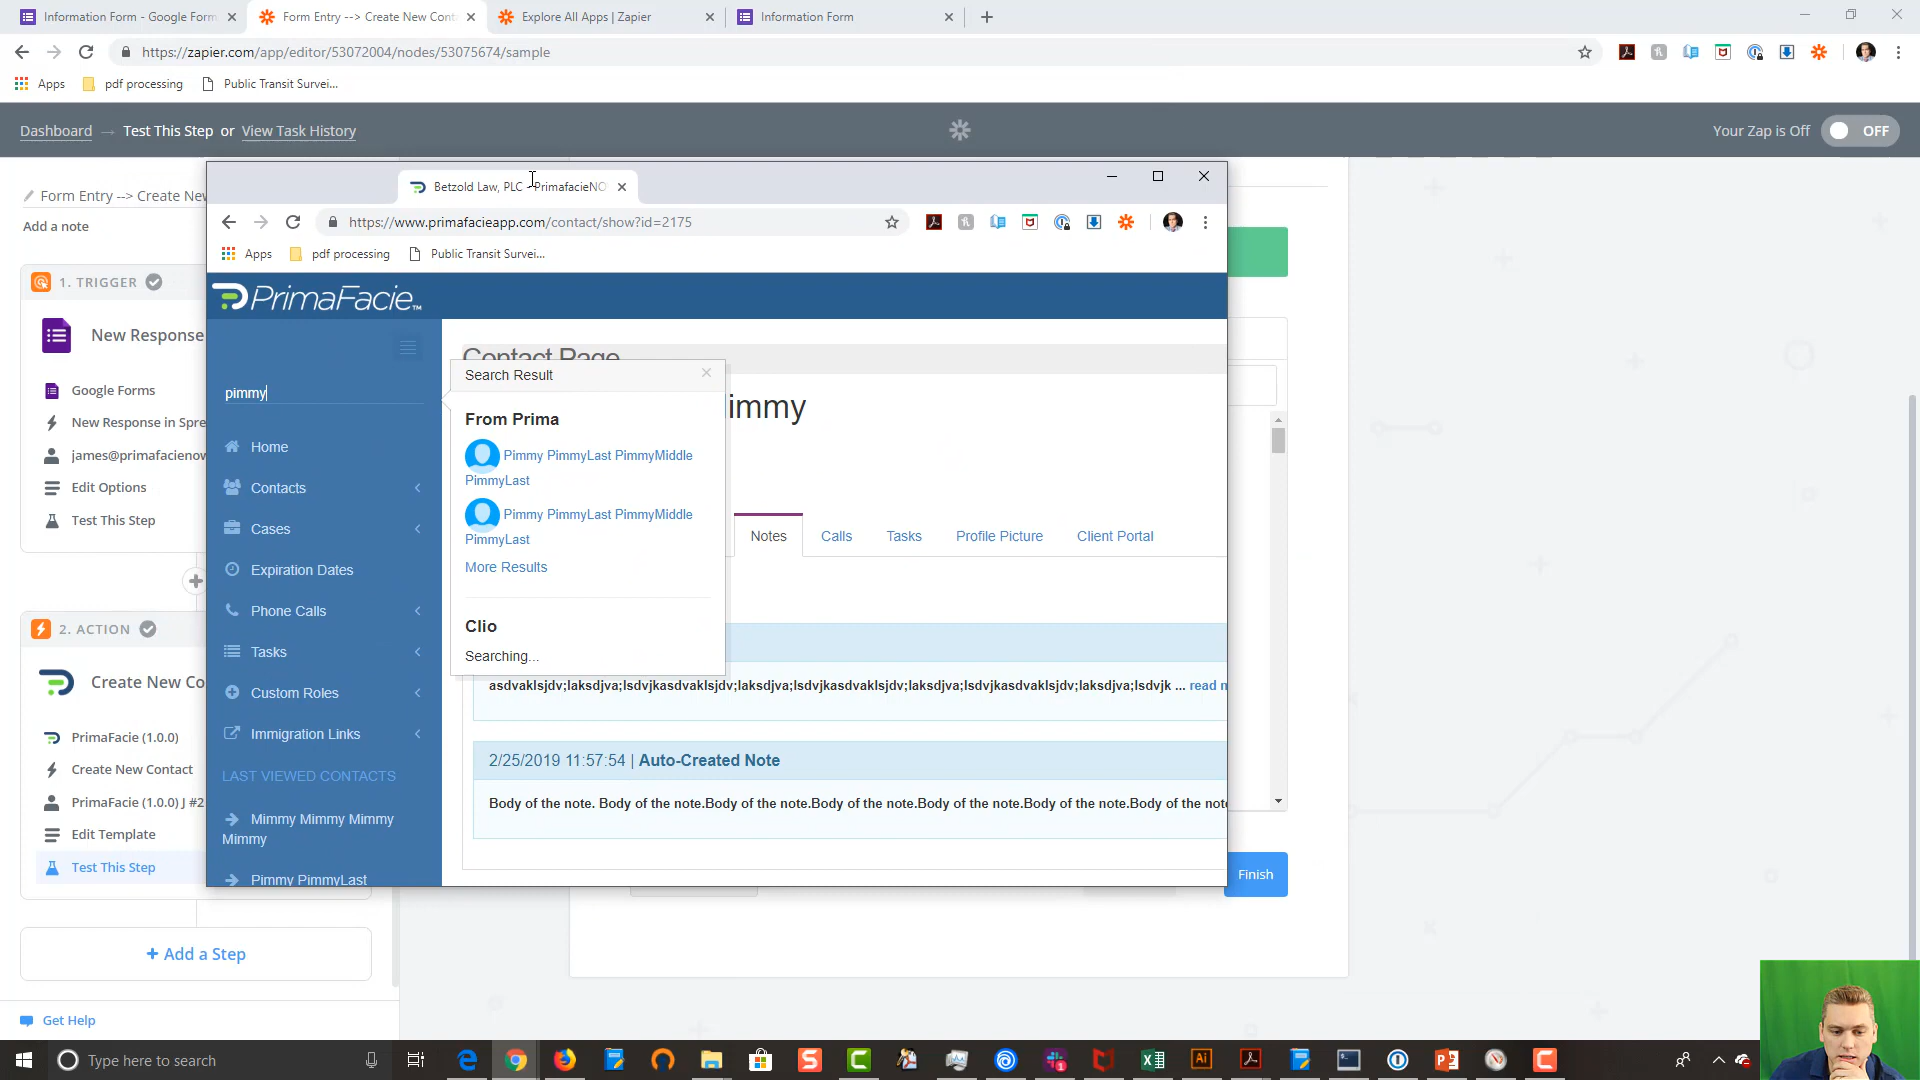 Information Form - Google Form
Form Entry --> Create New Cont
Explore All Apps | Zapier
Information Form
https://zapier.com/app/editor/53072004/nodes/53075674/sample
Apps
pdf processing
Public Transit Survei...
Dashboard → Test This Step or View Task History
Your Zap is Off
OFF
Form Entry --> Create New
Add a note
1. TRIGGER
New Response
Google Forms
New Response in Spre
james@primafacienow
Edit Options
Test This Step
2. ACTION
Create New Co
PrimaFacie (1.0.0)
Create New Contact
PrimaFacie (1.0.0) J #2
Edit Template
Test This Step
+ Add a Step
Get Help
Betzold Law, PLC - PrimafacieNO
https://www.primafacieapp.com/contact/show?id=2175
Apps
pdf processing
Public Transit Survei...
PrimaFacie™
pimmy
Home
Contacts
Cases
Expiration Dates
Phone Calls
Tasks
Custom Roles
Immigration Links
LAST VIEWED CONTACTS
Mimmy Mimmy Mimmy
Mimmy
Pimmy PimmyLast
Contact Page
immy
Search Result
From Prima
Pimmy PimmyLast PimmyMiddle
PimmyLast
Pimmy PimmyLast PimmyMiddle
PimmyLast
More Results
Clio
Searching...
Notes
Calls
Tasks
Profile Picture
Client Portal
asdvaklsjdv;laksdjva;lsdvjkasdvaklsjdv;laksdjva;lsdvjkasdvaklsjdv;laksdjva;lsdvjkasdvaklsjdv;laksdjva;lsdvjk ... read m
2/25/2019 11:57:54 | Auto-Created Note
Body of the note. Body of the note.Body of the note.Body of the note.Body of the note.Body of the note.Body of the note
Finish
Type here to search